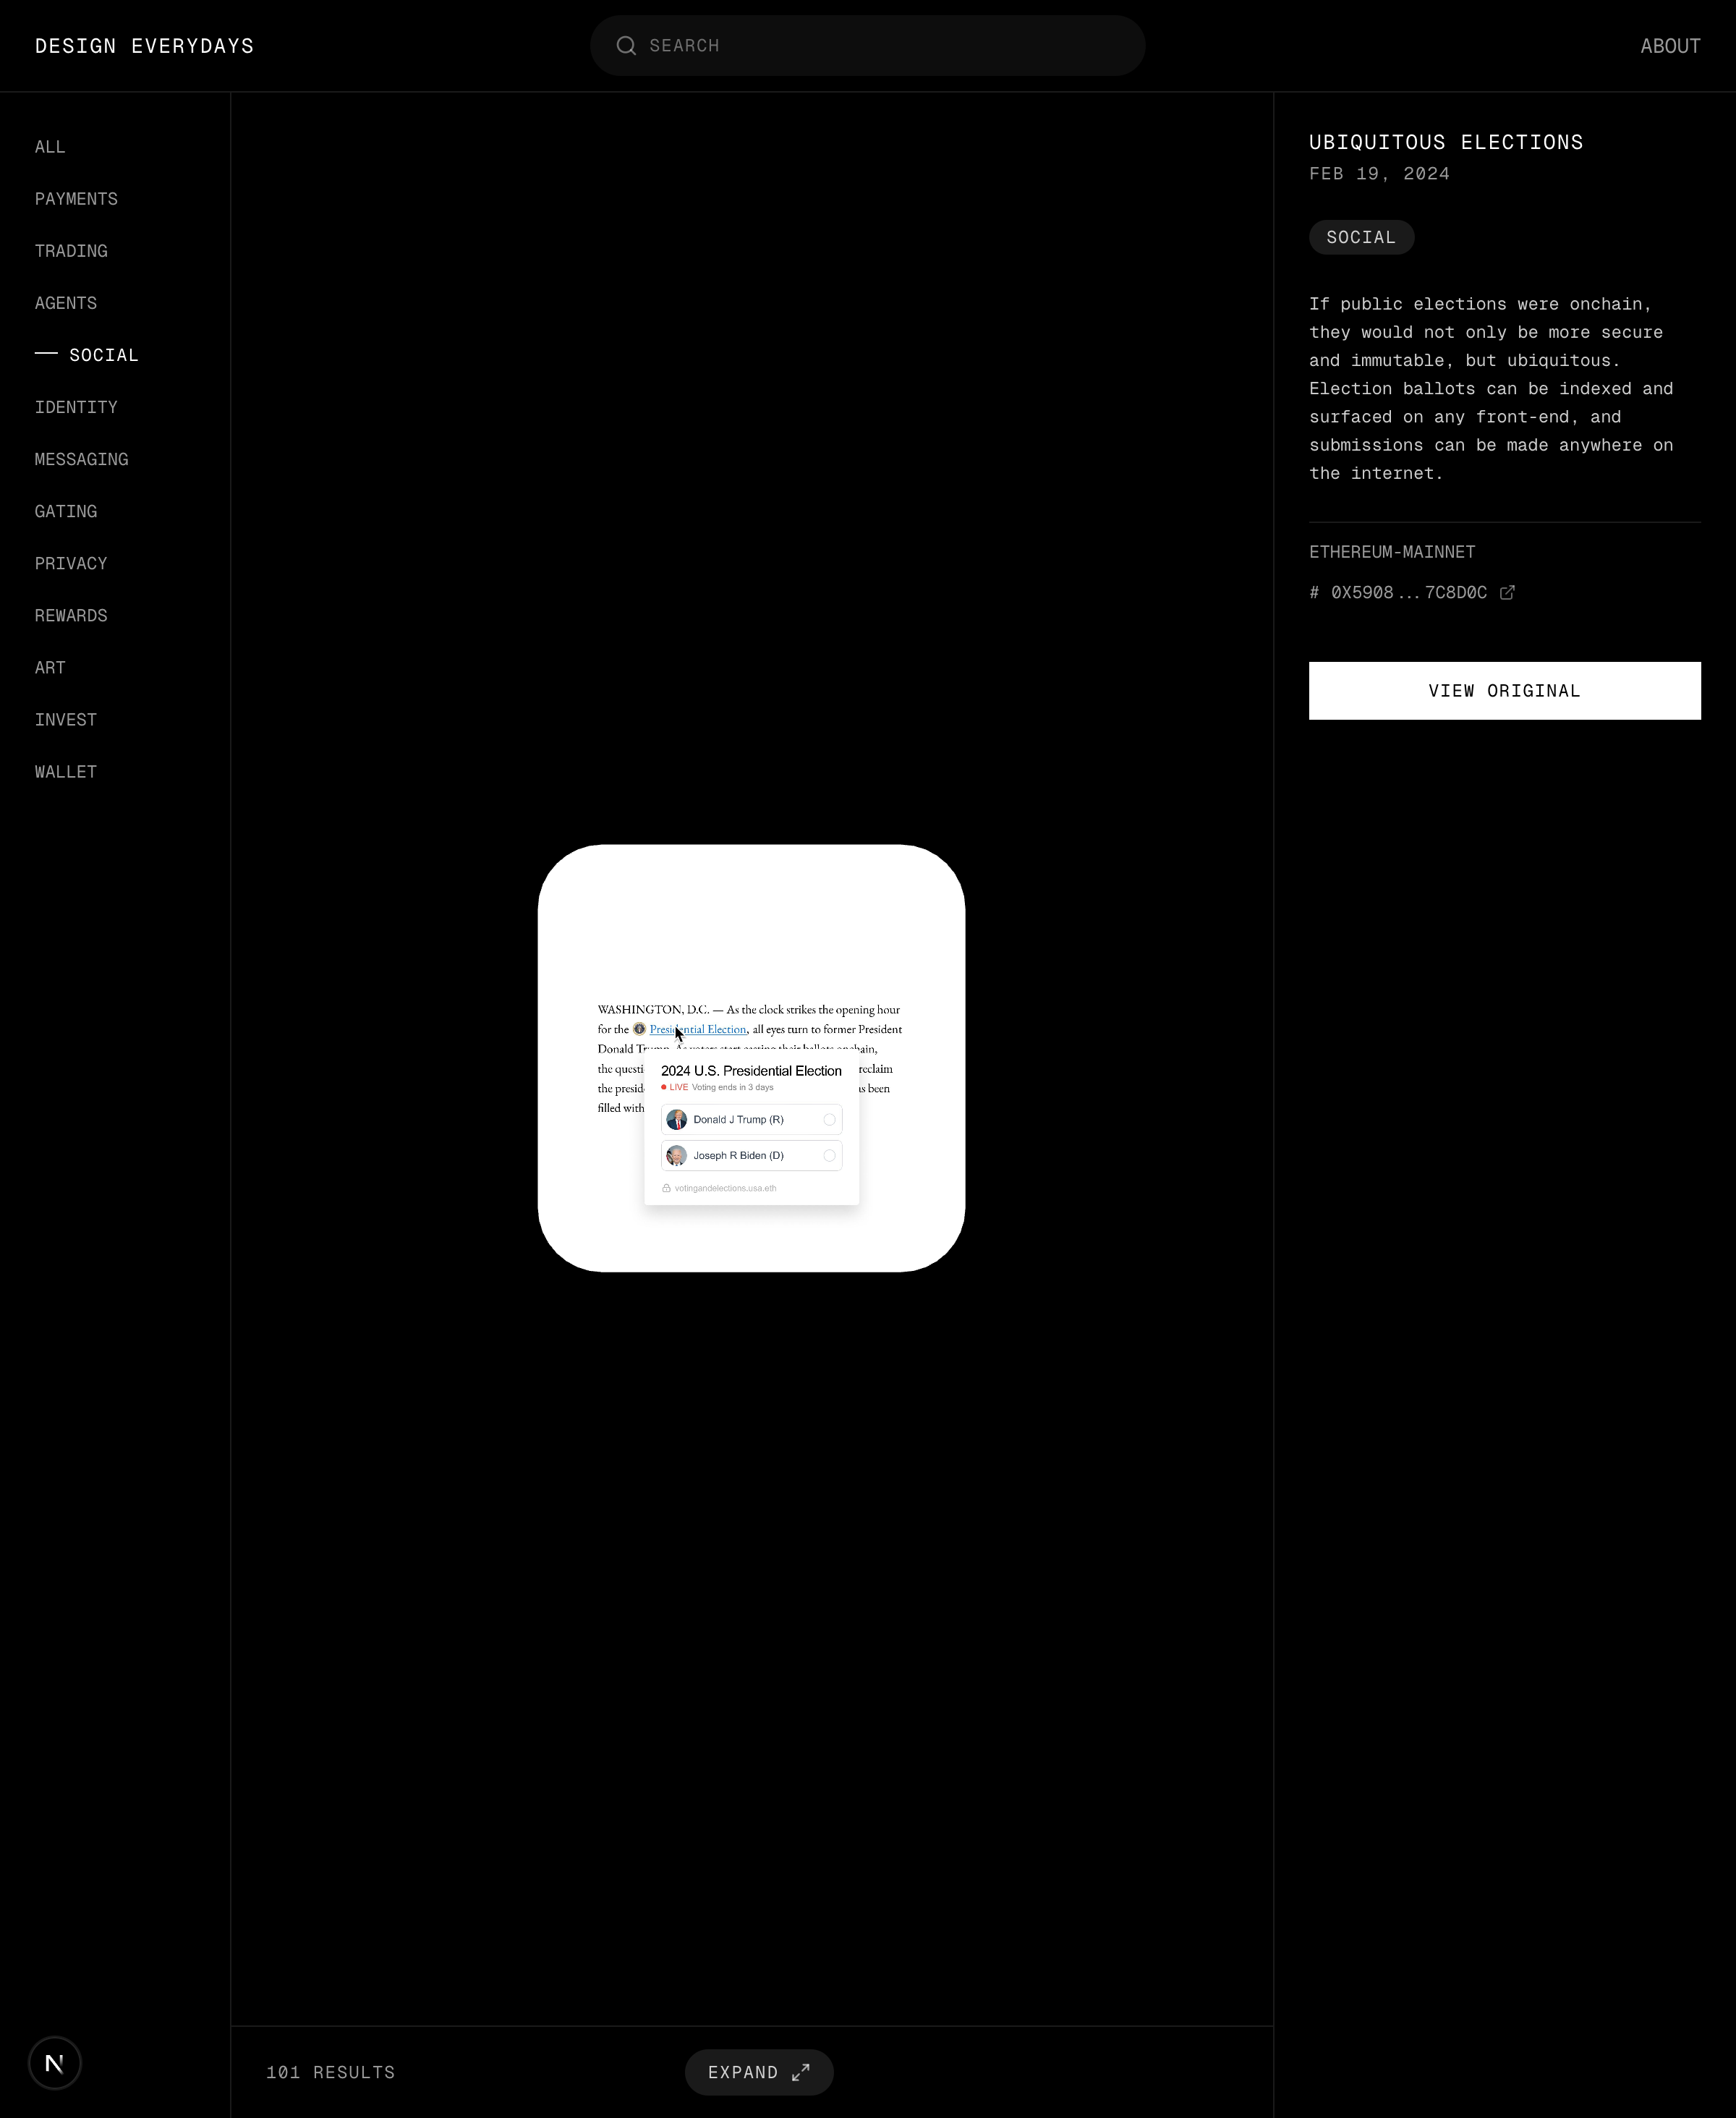 DESIGN EVERYDAYS
SEARCH
ABOUT
ALL
PAYMENTS
TRADING
AGENTS
SOCIAL
IDENTITY
MESSAGING
GATING
PRIVACY
REWARDS
ART
INVEST
WALLET
WASHINGTON, D.C. — As the clock strikes the opening hour
for the Presidential Election, all eyes turn to former President
Donald Trump. As voters start casting their ballots onchain,
the questi reclaim
the presid s been
filled with
2024 U.S. Presidential Election
LIVE Voting ends in 3 days
Donald J Trump (R)
Joseph R Biden (D)
votingandelections.usa.eth
UBIQUITOUS ELECTIONS
FEB 19, 2024
SOCIAL
If public elections were onchain,
they would not only be more secure
and immutable, but ubiquitous.
Election ballots can be indexed and
surfaced on any front-end, and
submissions can be made anywhere on
the internet.
ETHEREUM-MAINNET
# 0X5908...7C8D0C
VIEW ORIGINAL
N
101 RESULTS
EXPAND